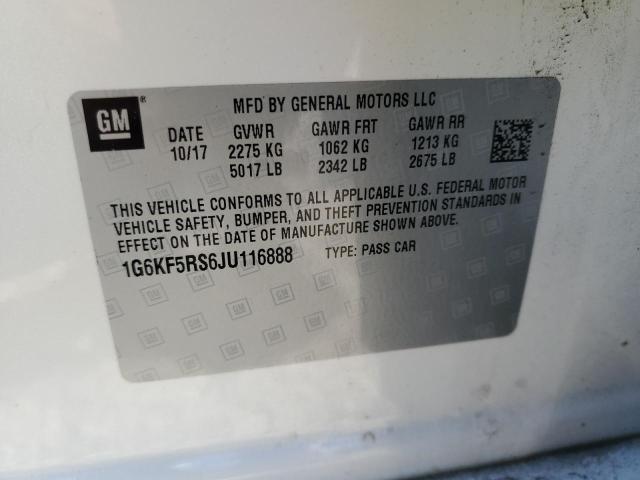 GM®
MFD BY GENERAL MOTORS LLC
DATE GVWR GAWR FRT GAWR RR
10/17 2275 KG 1062 KG 1213 KG
5017 LB 2342 LB 2675 LB
THIS VEHICLE CONFORMS TO ALL APPLICABLE U.S. FEDERAL MOTOR
VEHICLE SAFETY, BUMPER, AND THEFT PREVENTION STANDARDS IN
EFFECT ON THE DATE OF MANUFACTURE SHOWN ABOVE.
1G6KF5RS6JU116888 TYPE: PASS CAR